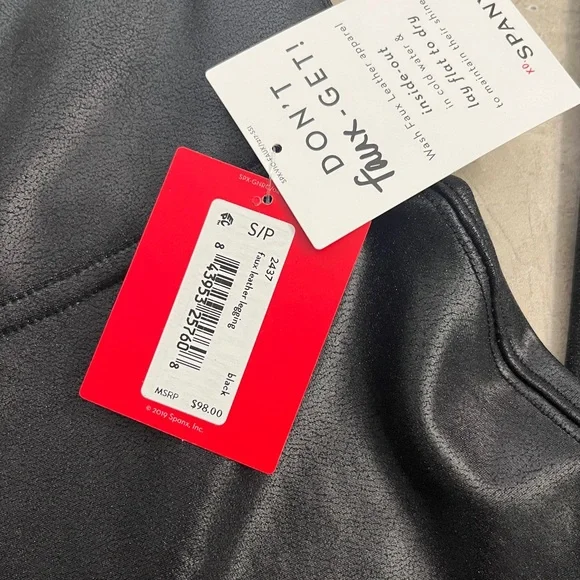 DON'T
faux-GET!
Wash Faux Leather apparel
inside-out
in cold water &
lay flat to dry
to maintain their shine
XO,
SPANX
S/P
2437
Faux leather legging
black
8 43953 25760 8
MSRP $98.00
© 2019 Spanx, Inc.